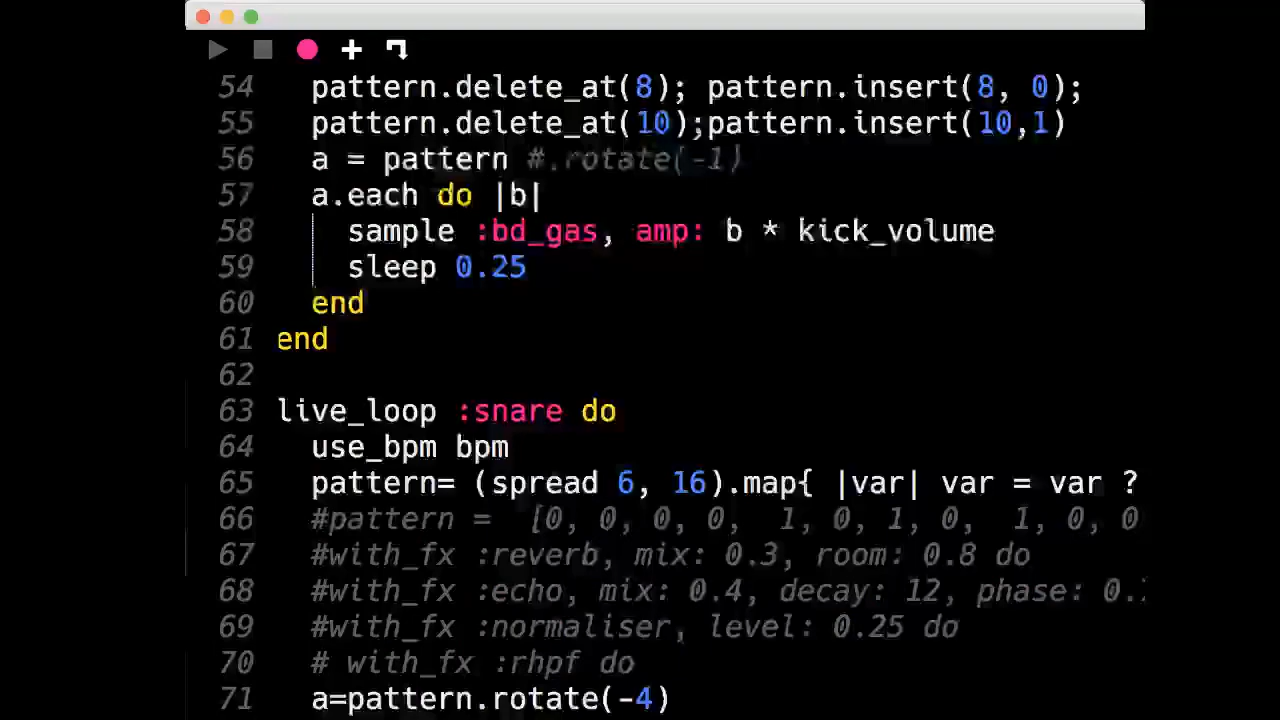 54 pattern.delete_at(8); pattern.insert(8, 0);
55 pattern.delete_at(10);pattern.insert(10,1)
56 a = pattern #.rotate(-1)
57 a.each do |b|
58 sample :bd_gas, amp: b * kick_volume
59 sleep 0.25
60 end
61 end
62
63 live_loop :snare do
64 use_bpm bpm
65 pattern= (spread 6, 16).map{ |var| var = var ?
66 #pattern = [0, 0, 0, 0, 1, 0, 1, 0, 1, 0, 0
67 #with_fx :reverb, mix: 0.3, room: 0.8 do
68 #with_fx :echo, mix: 0.4, decay: 12, phase: 0.
69 #with_fx :normaliser, level: 0.25 do
70 # with_fx :rhpf do
71 a=pattern.rotate(-4)